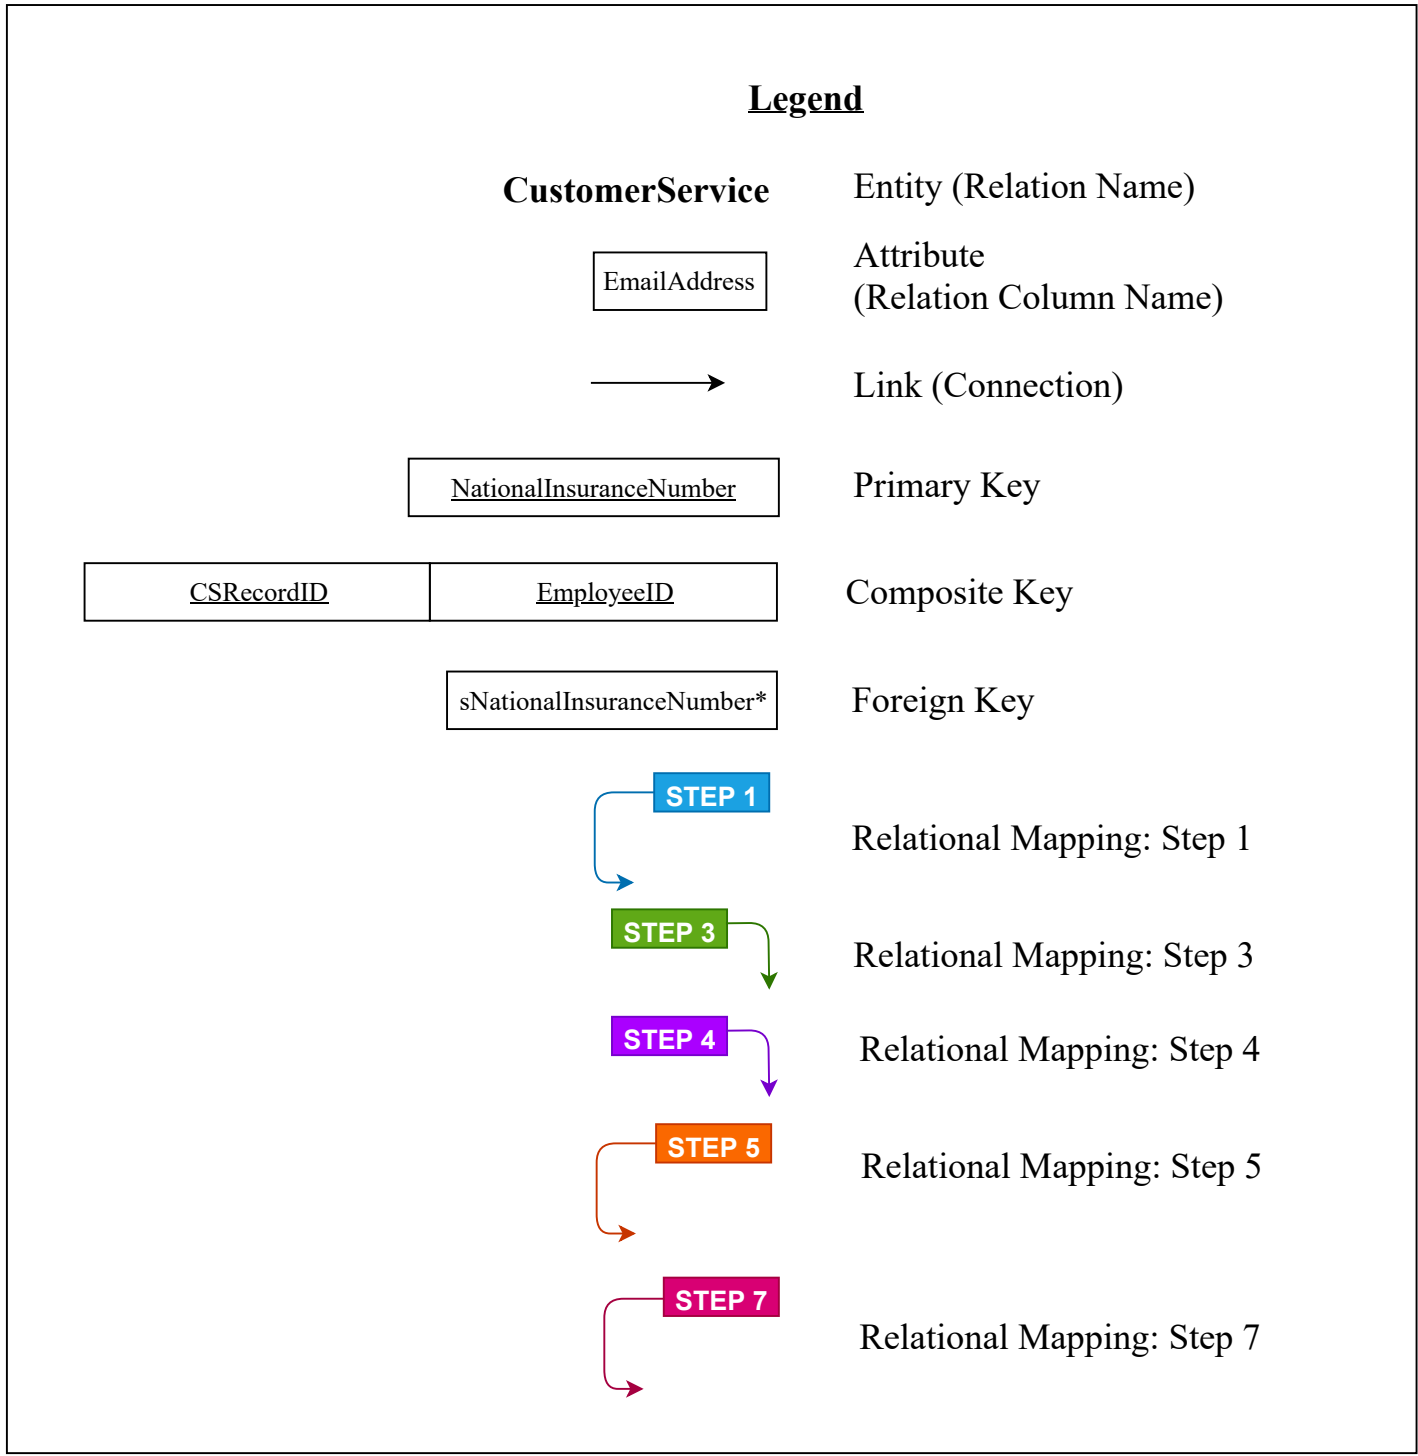 Legend
CustomerService
Entity (Relation Name)
EmailAddress
Attribute
(Relation Column Name)
Link (Connection)
NationalInsuranceNumber
Primary Key
CSRecordID
EmployeeID
Composite Key
sNationalInsuranceNumber*
Foreign Key
STEP 1
Relational Mapping: Step 1
STEP 3
Relational Mapping: Step 3
STEP 4
Relational Mapping: Step 4
STEP 5
Relational Mapping: Step 5
STEP 7
Relational Mapping: Step 7